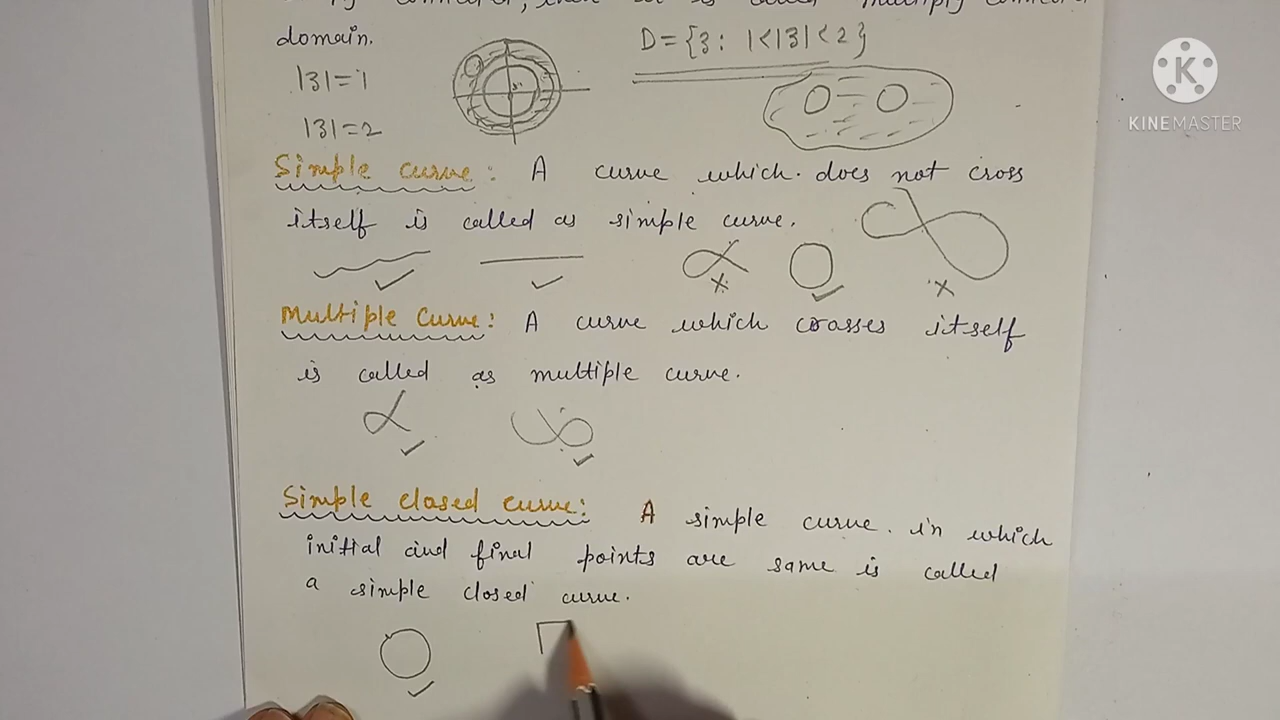 domain.
D={z: 1<|z|<2}
|z|=1
|z|=2
KINEMASTER
Simple curve: A curve which does not cross
itself is called as simple curve.
Multiple Curve: A curve which crosses itself
is called as multiple curve.
Simple closed curve: A simple curve in which
initial and final points are same is called
a simple closed curve.